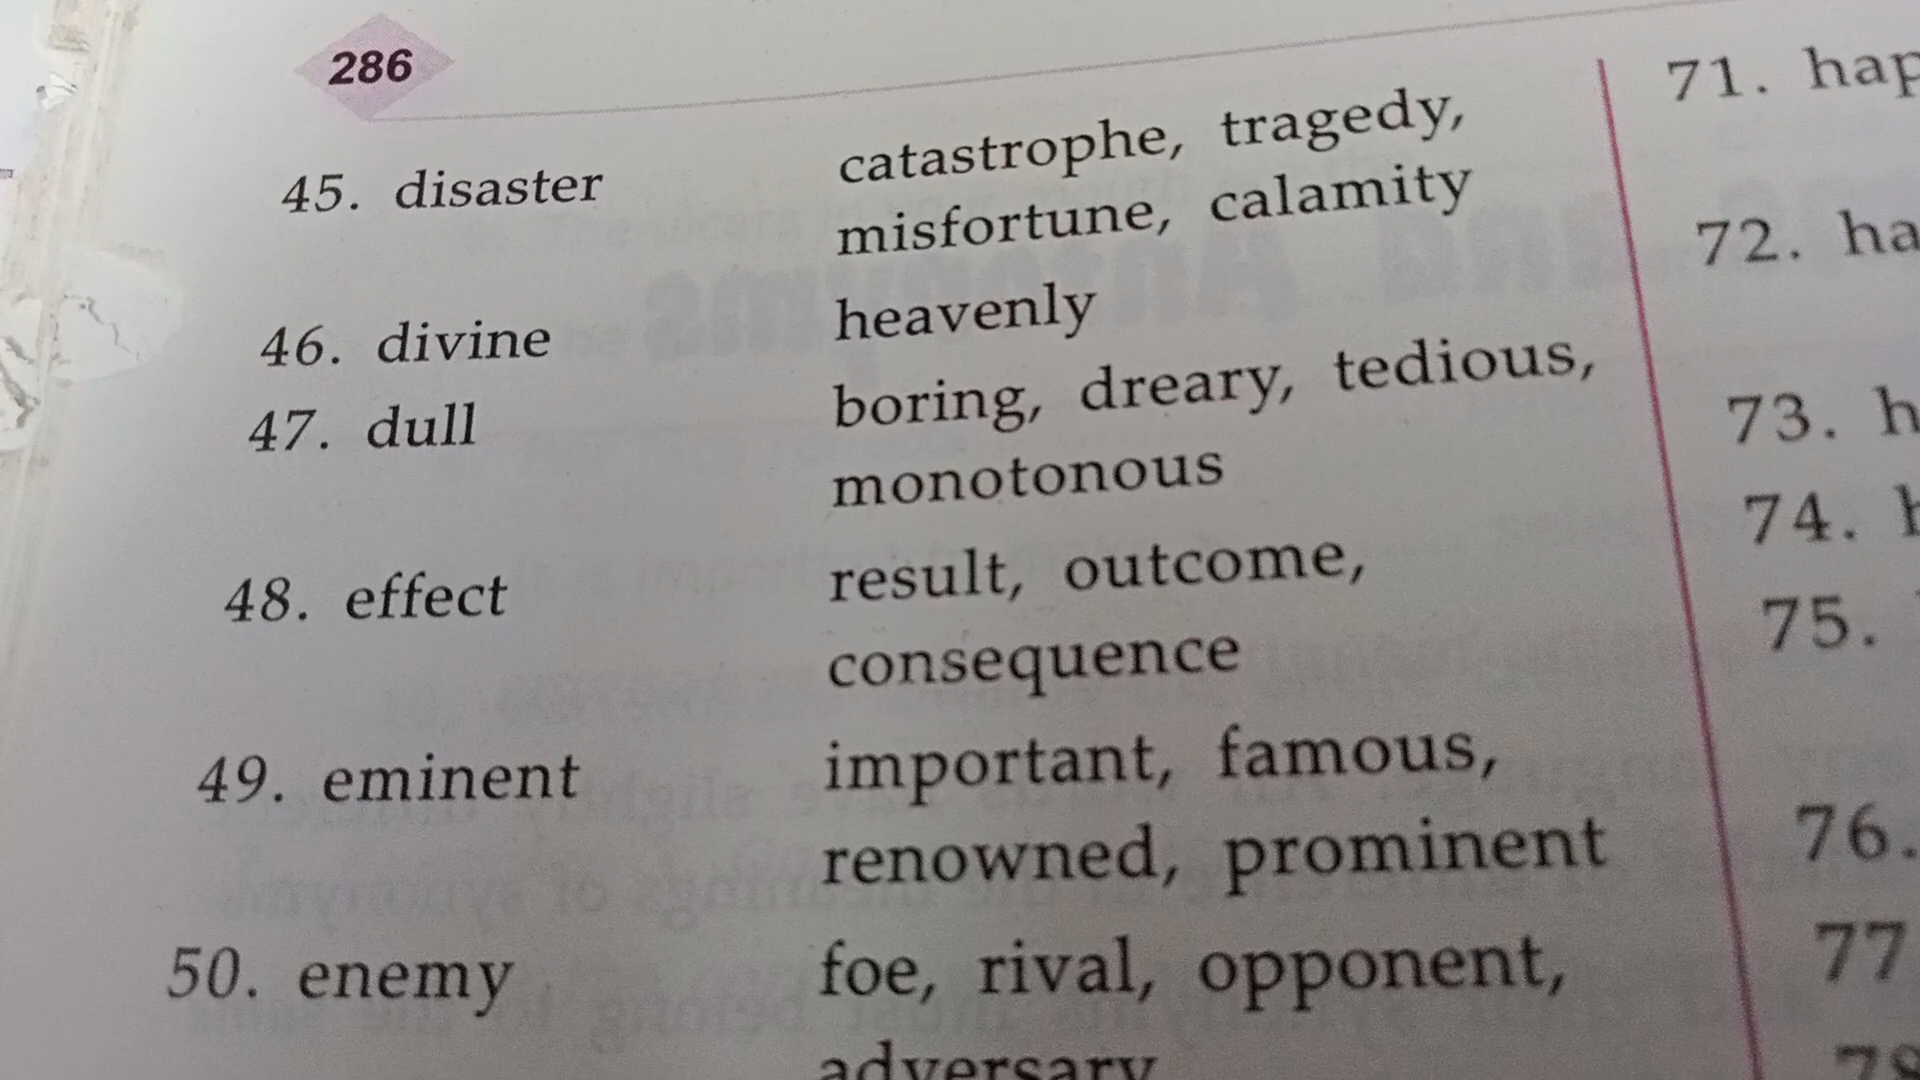 286
45. disaster catastrophe, tragedy,
misfortune, calamity
46. divine heavenly
47. dull boring, dreary, tedious,
monotonous
48. effect result, outcome,
consequence
49. eminent important, famous,
renowned, prominent
50. enemy foe, rival, opponent,
adversary
71.
72.
73.
74.
75.
76.
77